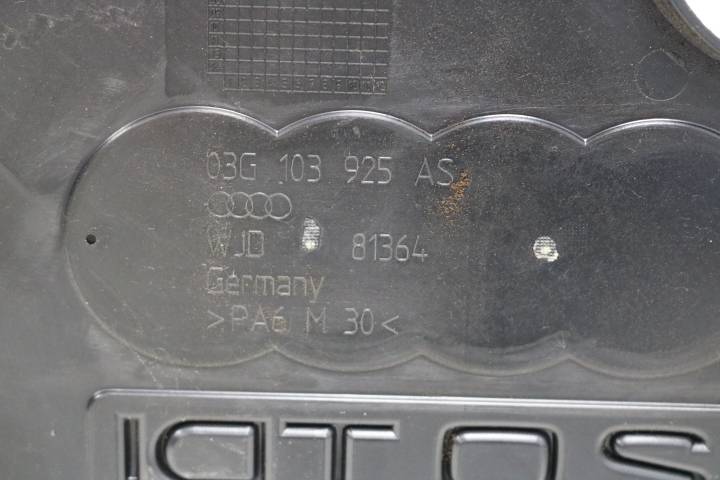 03G 103 925 AS
WJD 81364
Germany
>PA6 M 30<